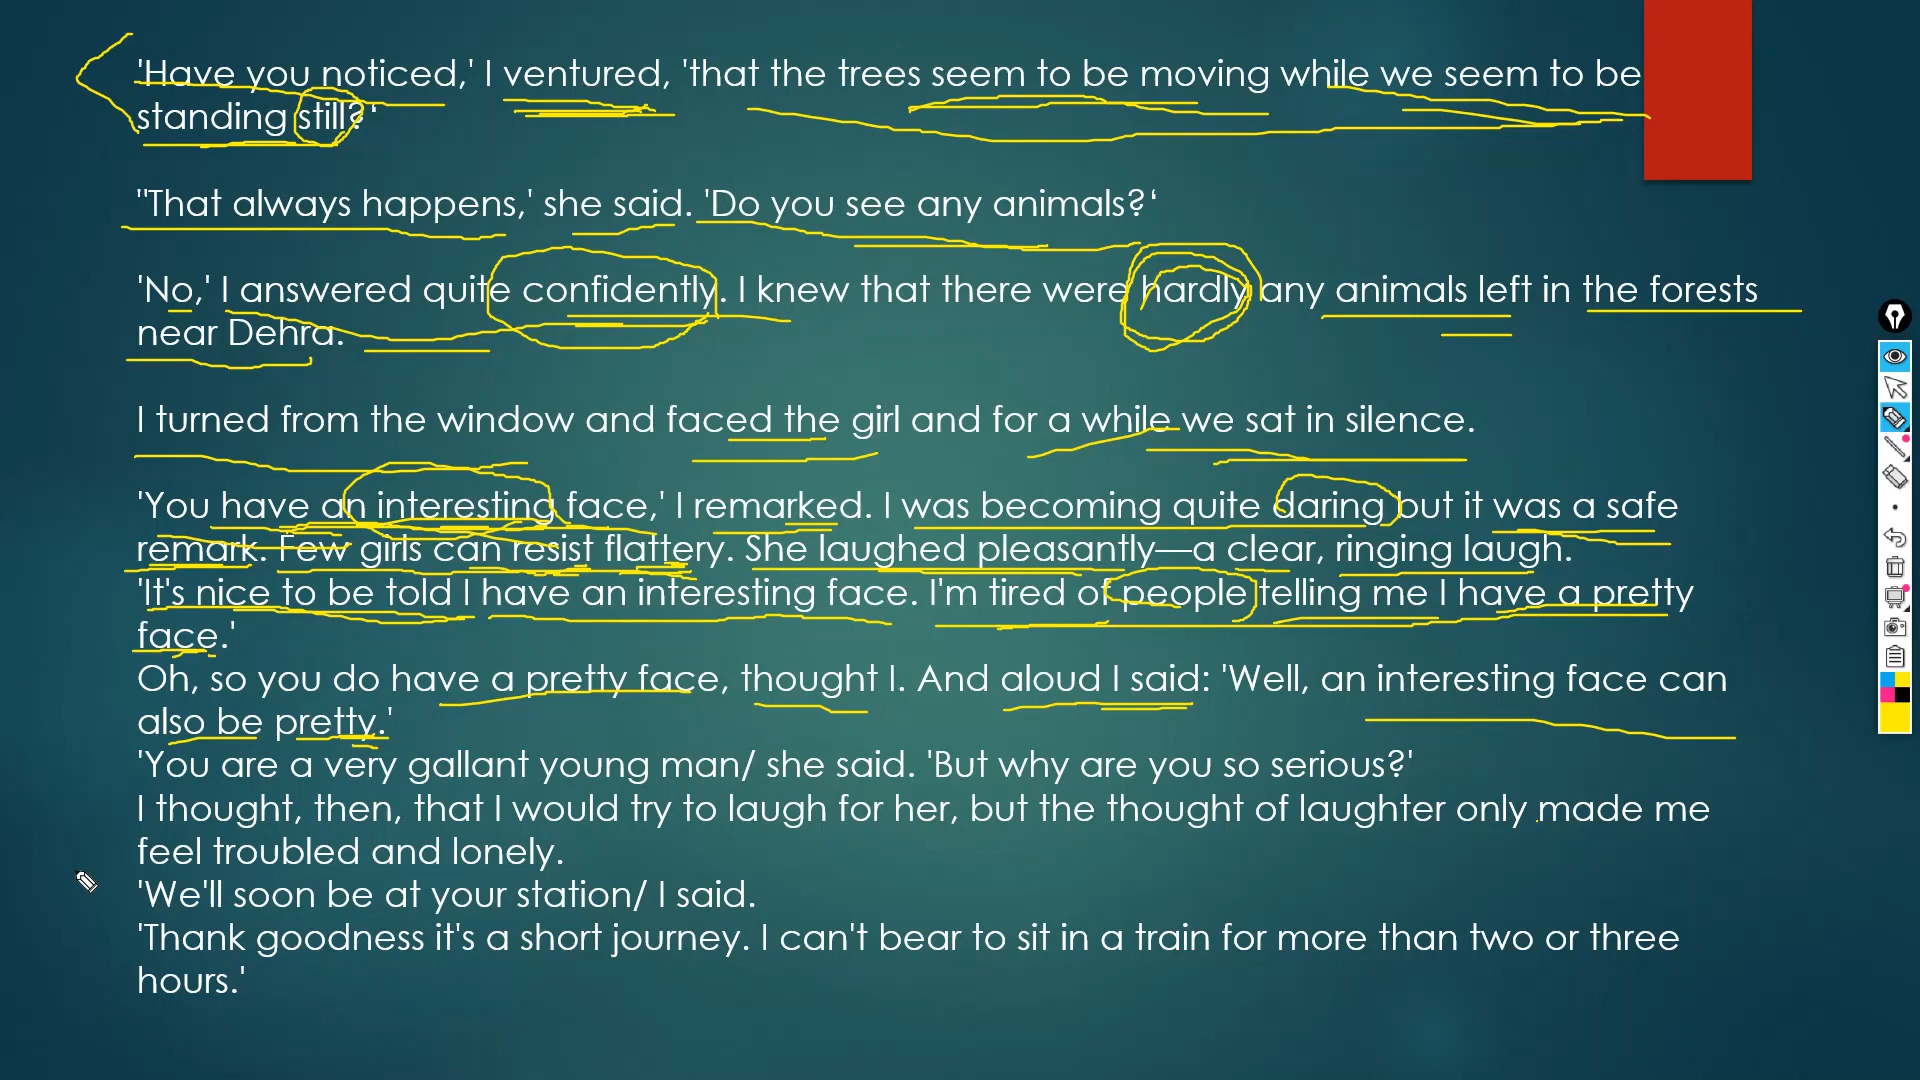 'Have you noticed,' I ventured, 'that the trees seem to be moving while we seem to be
standing still?‘
"That always happens,' she said. 'Do you see any animals?‘
'No,' I answered quite confidently. I knew that there were hardly any animals left in the forests
near Dehra.
I turned from the window and faced the girl and for a while we sat in silence.
'You have an interesting face,' I remarked. I was becoming quite daring but it was a safe
remark. Few girls can resist flattery. She laughed pleasantly—a clear, ringing laugh.
'It's nice to be told I have an interesting face. I'm tired of people telling me I have a pretty
face.'
Oh, so you do have a pretty face, thought I. And aloud I said: 'Well, an interesting face can
also be pretty.'
'You are a very gallant young man/ she said. 'But why are you so serious?'
I thought, then, that I would try to laugh for her, but the thought of laughter only made me
feel troubled and lonely.
'We'll soon be at your station/ I said.
'Thank goodness it's a short journey. I can't bear to sit in a train for more than two or three
hours.'